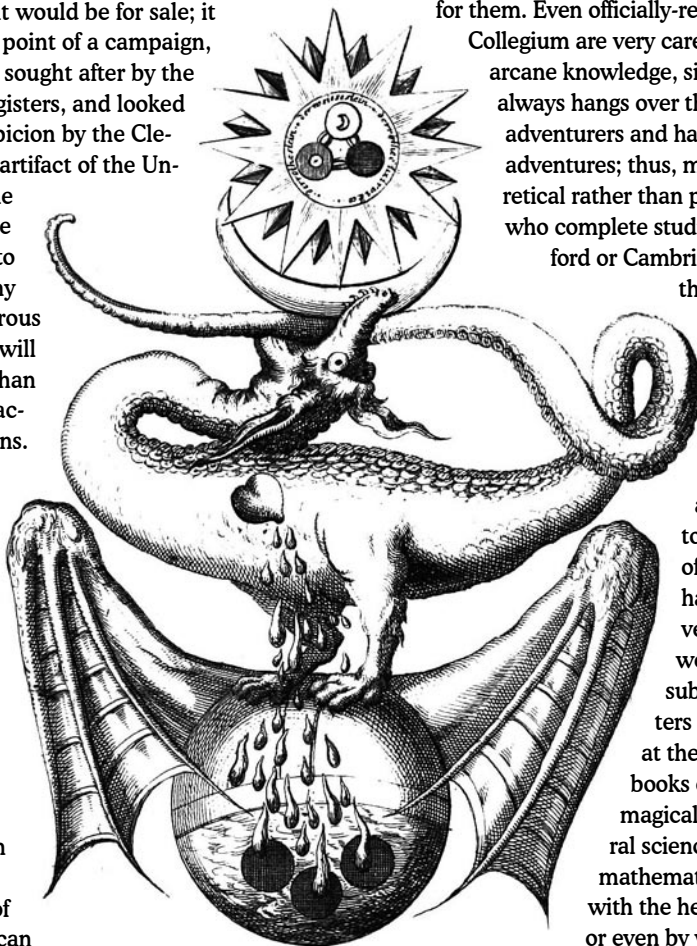 t would be for sale; it
point of a campaign,
sought after by the
gisters, and looked
picion by the Cle-
artifact of the Un-
e
e
to
ny
rous
will
han
ac-
ns.
n
of
can
for them. Even officially-re
Collegium are very care
arcane knowledge, si
always hangs over th
adventurers and ha
adventures; thus, m
retical rather than p
who complete stud
ford or Cambri
th
a
to
of
ha
ve
we
sub
ters
at the
books
magical
ral scienc
mathemat
with the he
or even by v